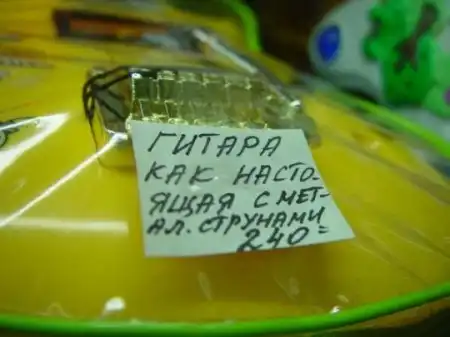 ГИТАРА
КАК НАСТО-
ЯЩАЯ С МЕТ-
АЛ. СТРУНАМИ
240=